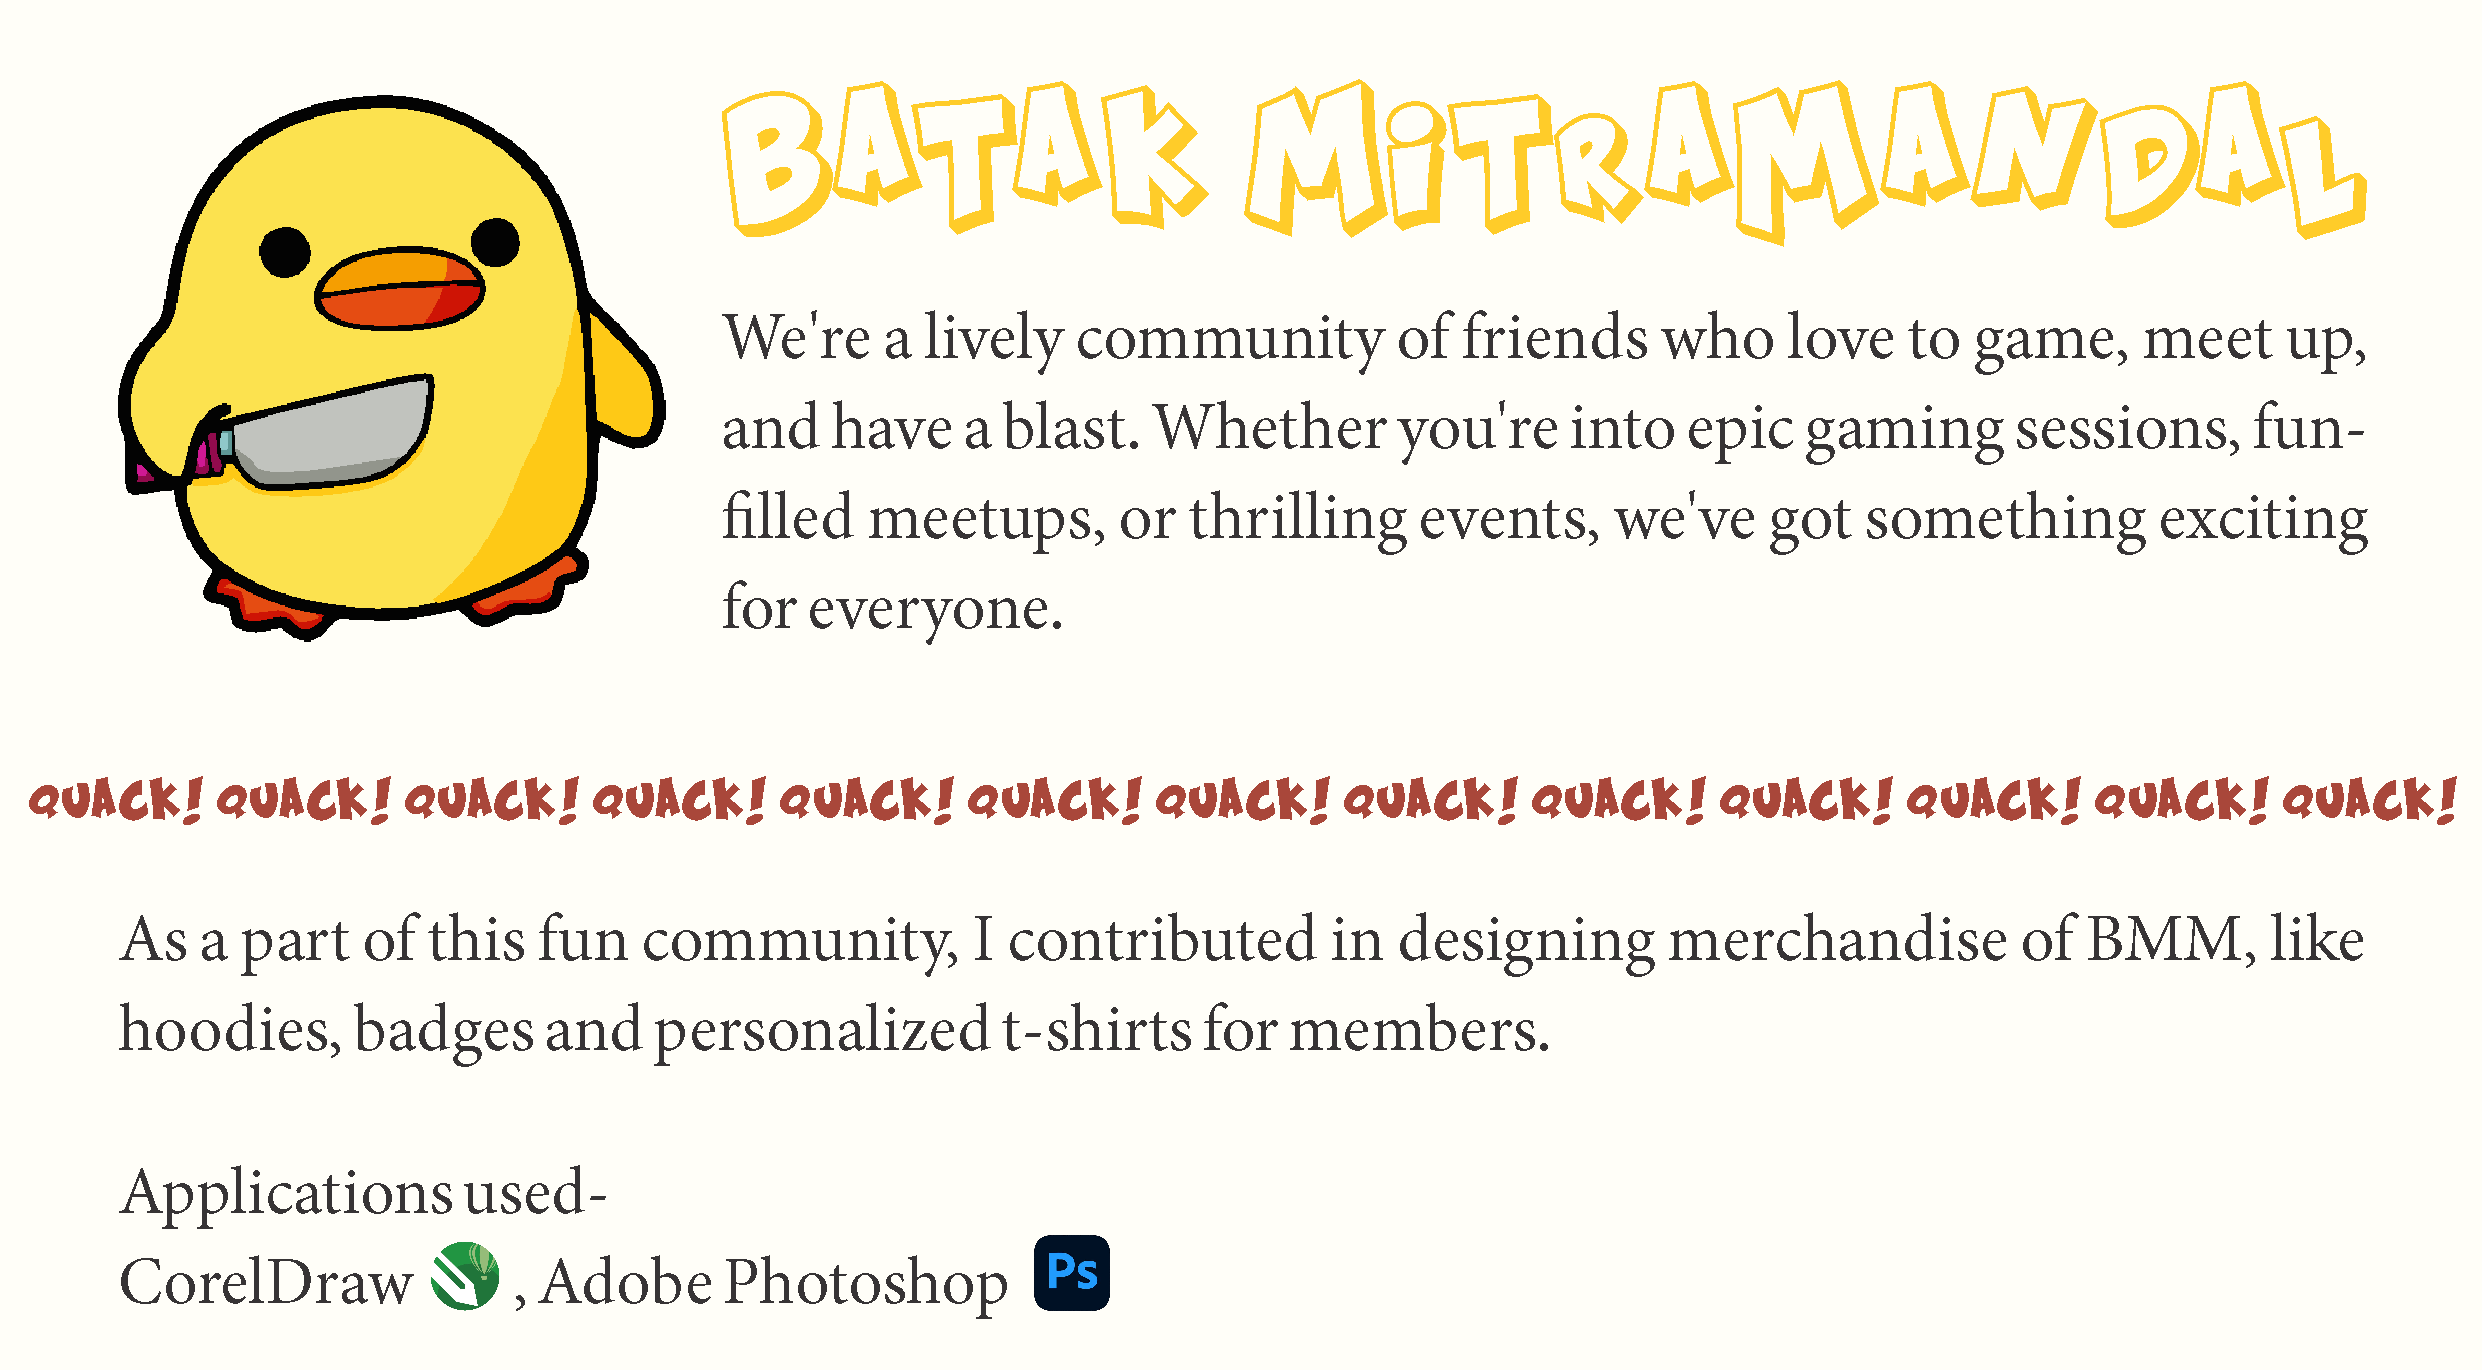 BATAK MiTRAMANDAL
We're a lively community of friends who love to game, meet up,
and have a blast. Whether you're into epic gaming sessions, fun-
filled meetups, or thrilling events, we've got something exciting
for everyone.
QUACK! QUACK! QUACK! QUACK! QUACK! QUACK! QUACK! QUACK! QUACK! QUACK! QUACK! QUACK! QUACK!
As a part of this fun community, I contributed in designing merchandise of BMM, like
hoodies, badges and personalized t-shirts for members.
Applications used-
CorelDraw , Adobe Photoshop Ps